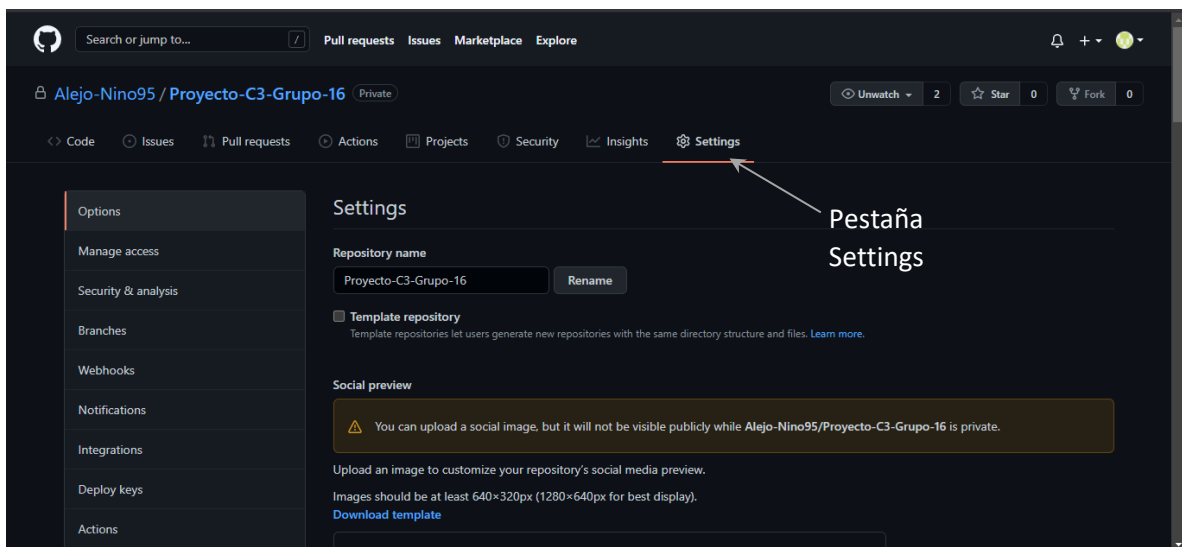 Search or jump to... /
Pull requests Issues Marketplace Explore
Alejo-Nino95 / Proyecto-C3-Grupo-16 Private
Unwatch 2 Star 0 Fork 0
Code Issues Pull requests Actions Projects Security Insights Settings
Options
Manage access
Security & analysis
Branches
Webhooks
Notifications
Integrations
Deploy keys
Actions
Settings
Pestaña
Settings
Repository name
Proyecto-C3-Grupo-16 Rename
Template repository
Template repositories let users generate new repositories with the same directory structure and files. Learn more.
Social preview
You can upload a social image, but it will not be visible publicly while Alejo-Nino95/Proyecto-C3-Grupo-16 is private.
Upload an image to customize your repository's social media preview.
Images should be at least 640×320px (1280×640px for best display).
Download template